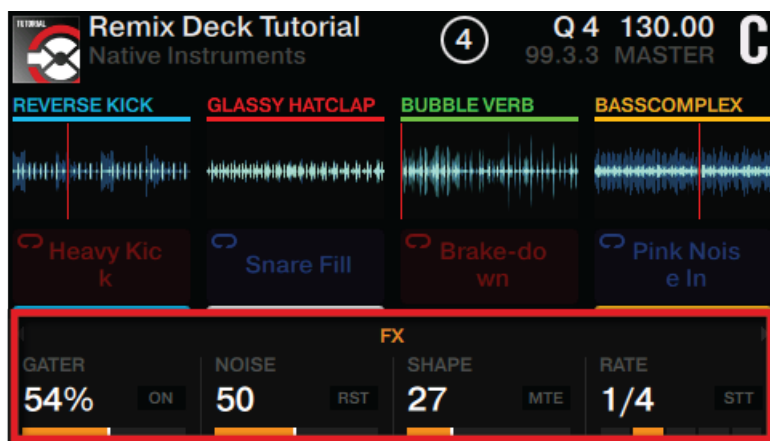 TUTORIAL
Remix Deck Tutorial
Native Instruments
4
Q 4 130.00
99.3.3 MASTER
C
REVERSE KICK GLASSY HATCLAP BUBBLE VERB BASSCOMPLEX
Heavy Kic
k
Snare Fill
Brake-do
wn
Pink Nois
e In
FX
GATER NOISE SHAPE RATE
54% ON 50 RST 27 MTE 1/4 STT